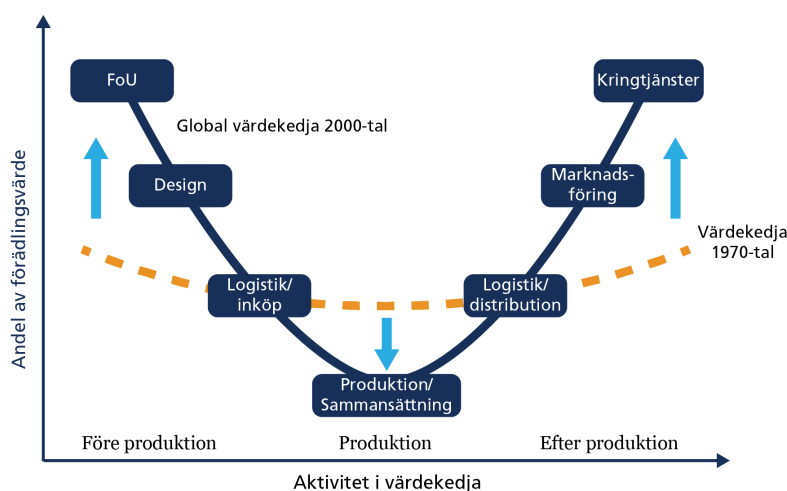 FoU
Kringtjänster
Global värdekedja 2000-tal
Design
Marknads-
föring
Värdekedja
1970-tal
Logistik/
inköp
Logistik/
distribution
Produktion/
Sammansättning
Andel av förädlingsvärde
Före produktion
Produktion
Efter produktion
Aktivitet i värdekedja